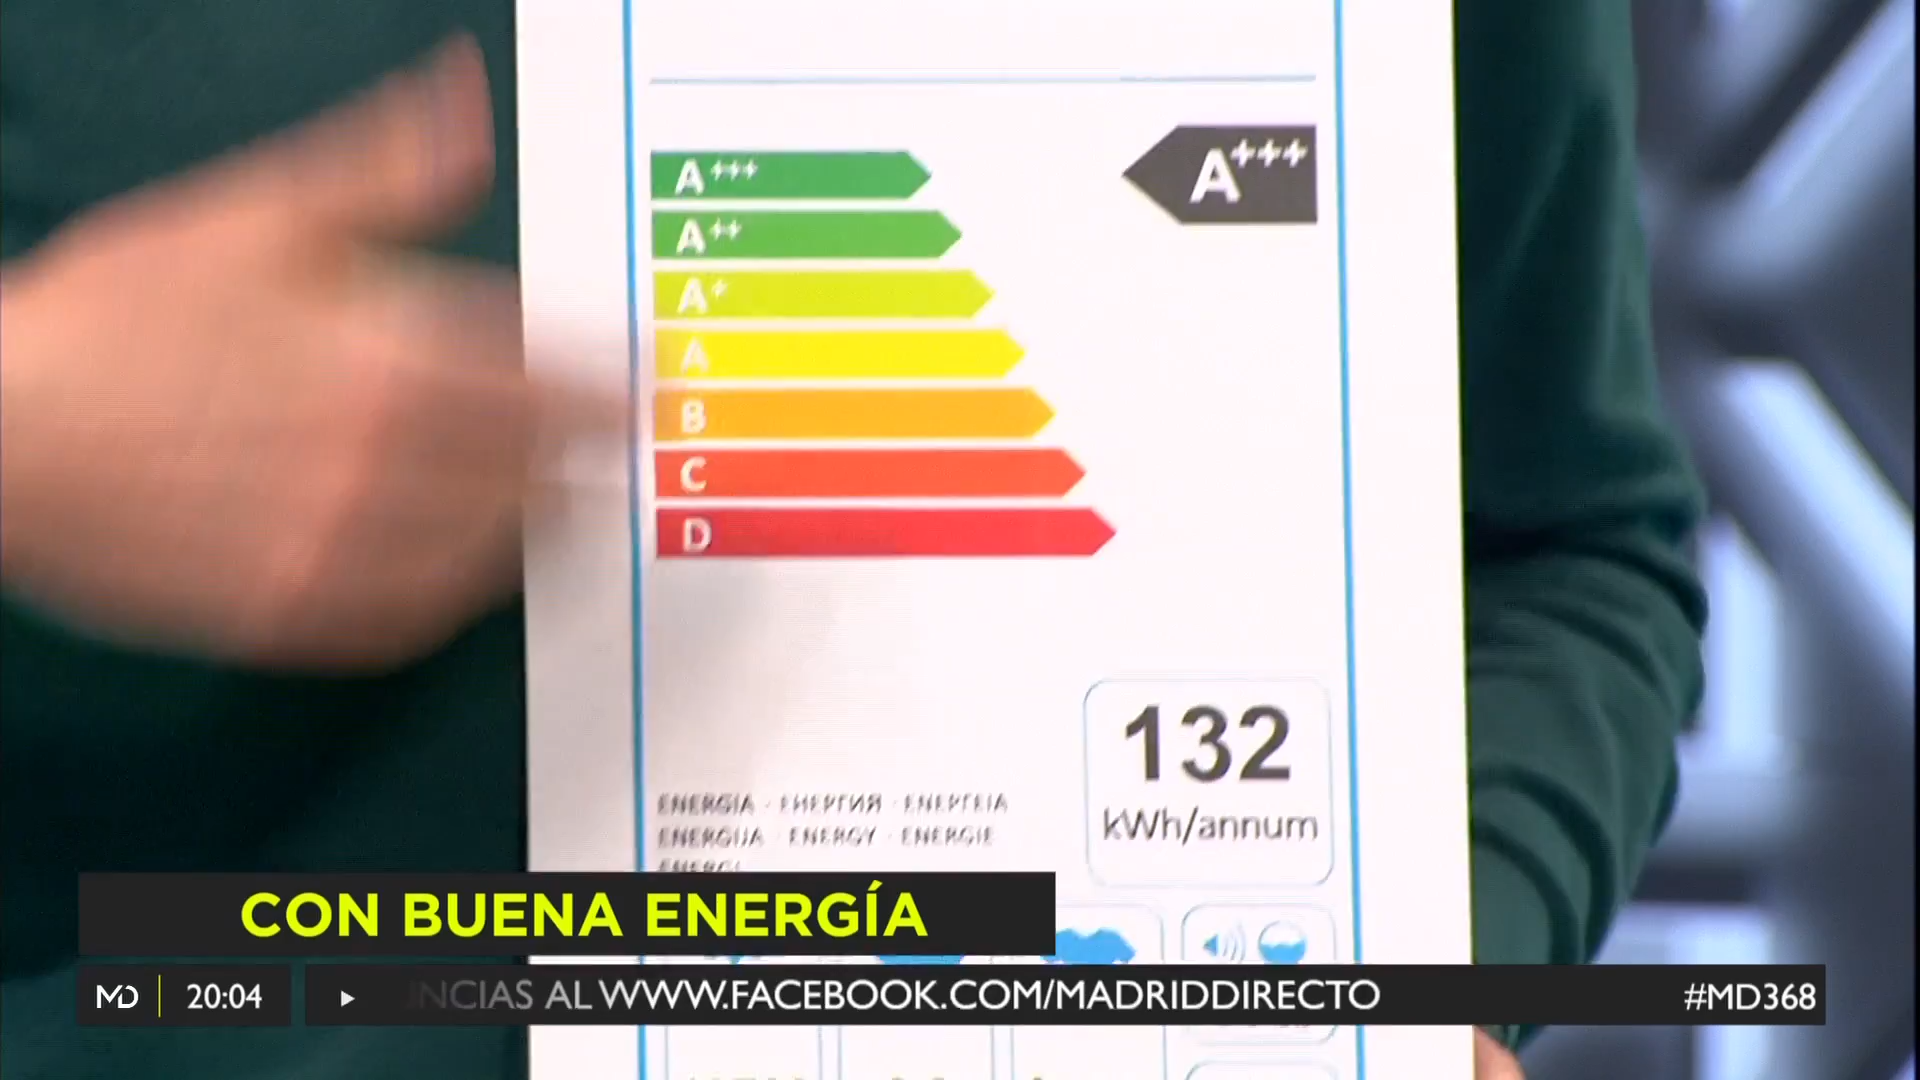 A+++
A+++
A++
A+
A
B
C
D
132
kWh/annum
ENERGIA · ЕНЕРГИЯ · ΕΝΕΡΓΕΙΑ
ENERGIJA · ENERGY · ENERGIE
ENERGI
CON BUENA ENERGÍA
MD 20:04 NCIAS AL WWW.FACEBOOK.COM/MADRIDDIRECTO #MD368